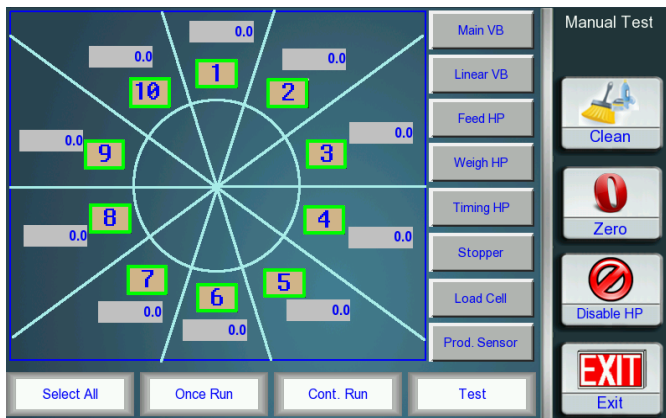 Manual Test
0.0
Main VB
0.0
0.0
1
Linear VB
10
2
Clean
Feed HP
0.0
0.0
9
3
Weigh HP
Timing HP
8
4
Zero
0.0
0.0
Stopper
7
5
6
Load Cell
0.0
0.0
Disable HP
0.0
Prod. Sensor
EXIT
Select All
Once Run
Cont. Run
Test
Exit